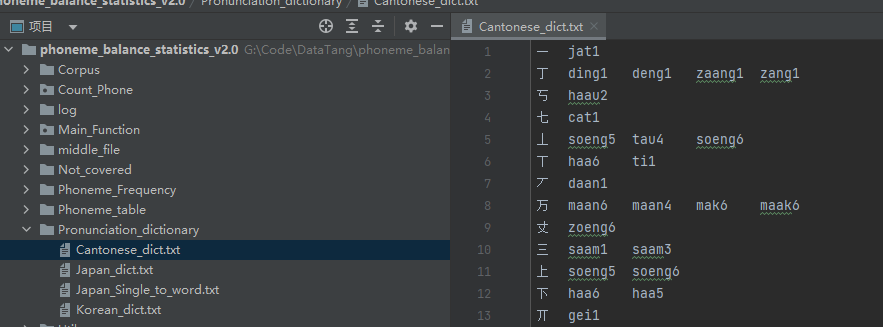 phoneme_balance_statistics_v2.0 › Pronunciation_dictionary › Cantonese_dict.txt
项目
Cantonese_dict.txt
phoneme_balance_statistics_v2.0 G:\Code\DataTang\phoneme_balan
Corpus
Count_Phone
log
Main_Function
middle_file
Not_covered
Phoneme_Frequency
Phoneme_table
Pronunciation_dictionary
Cantonese_dict.txt
Japan_dict.txt
Japan_Single_to_word.txt
Korean_dict.txt
1 一 jat1
2 丁 ding1 deng1 zaang1 zang1
3 丂 haau2
4 七 cat1
5 丄 soeng5 tau4 soeng6
6 丅 haa6 ti1
7 丆 daan1
8 万 maan6 maan4 mak6 maak6
9 丈 zoeng6
10 三 saam1 saam3
11 上 soeng5 soeng6
12 下 haa6 haa5
13 丌 gei1